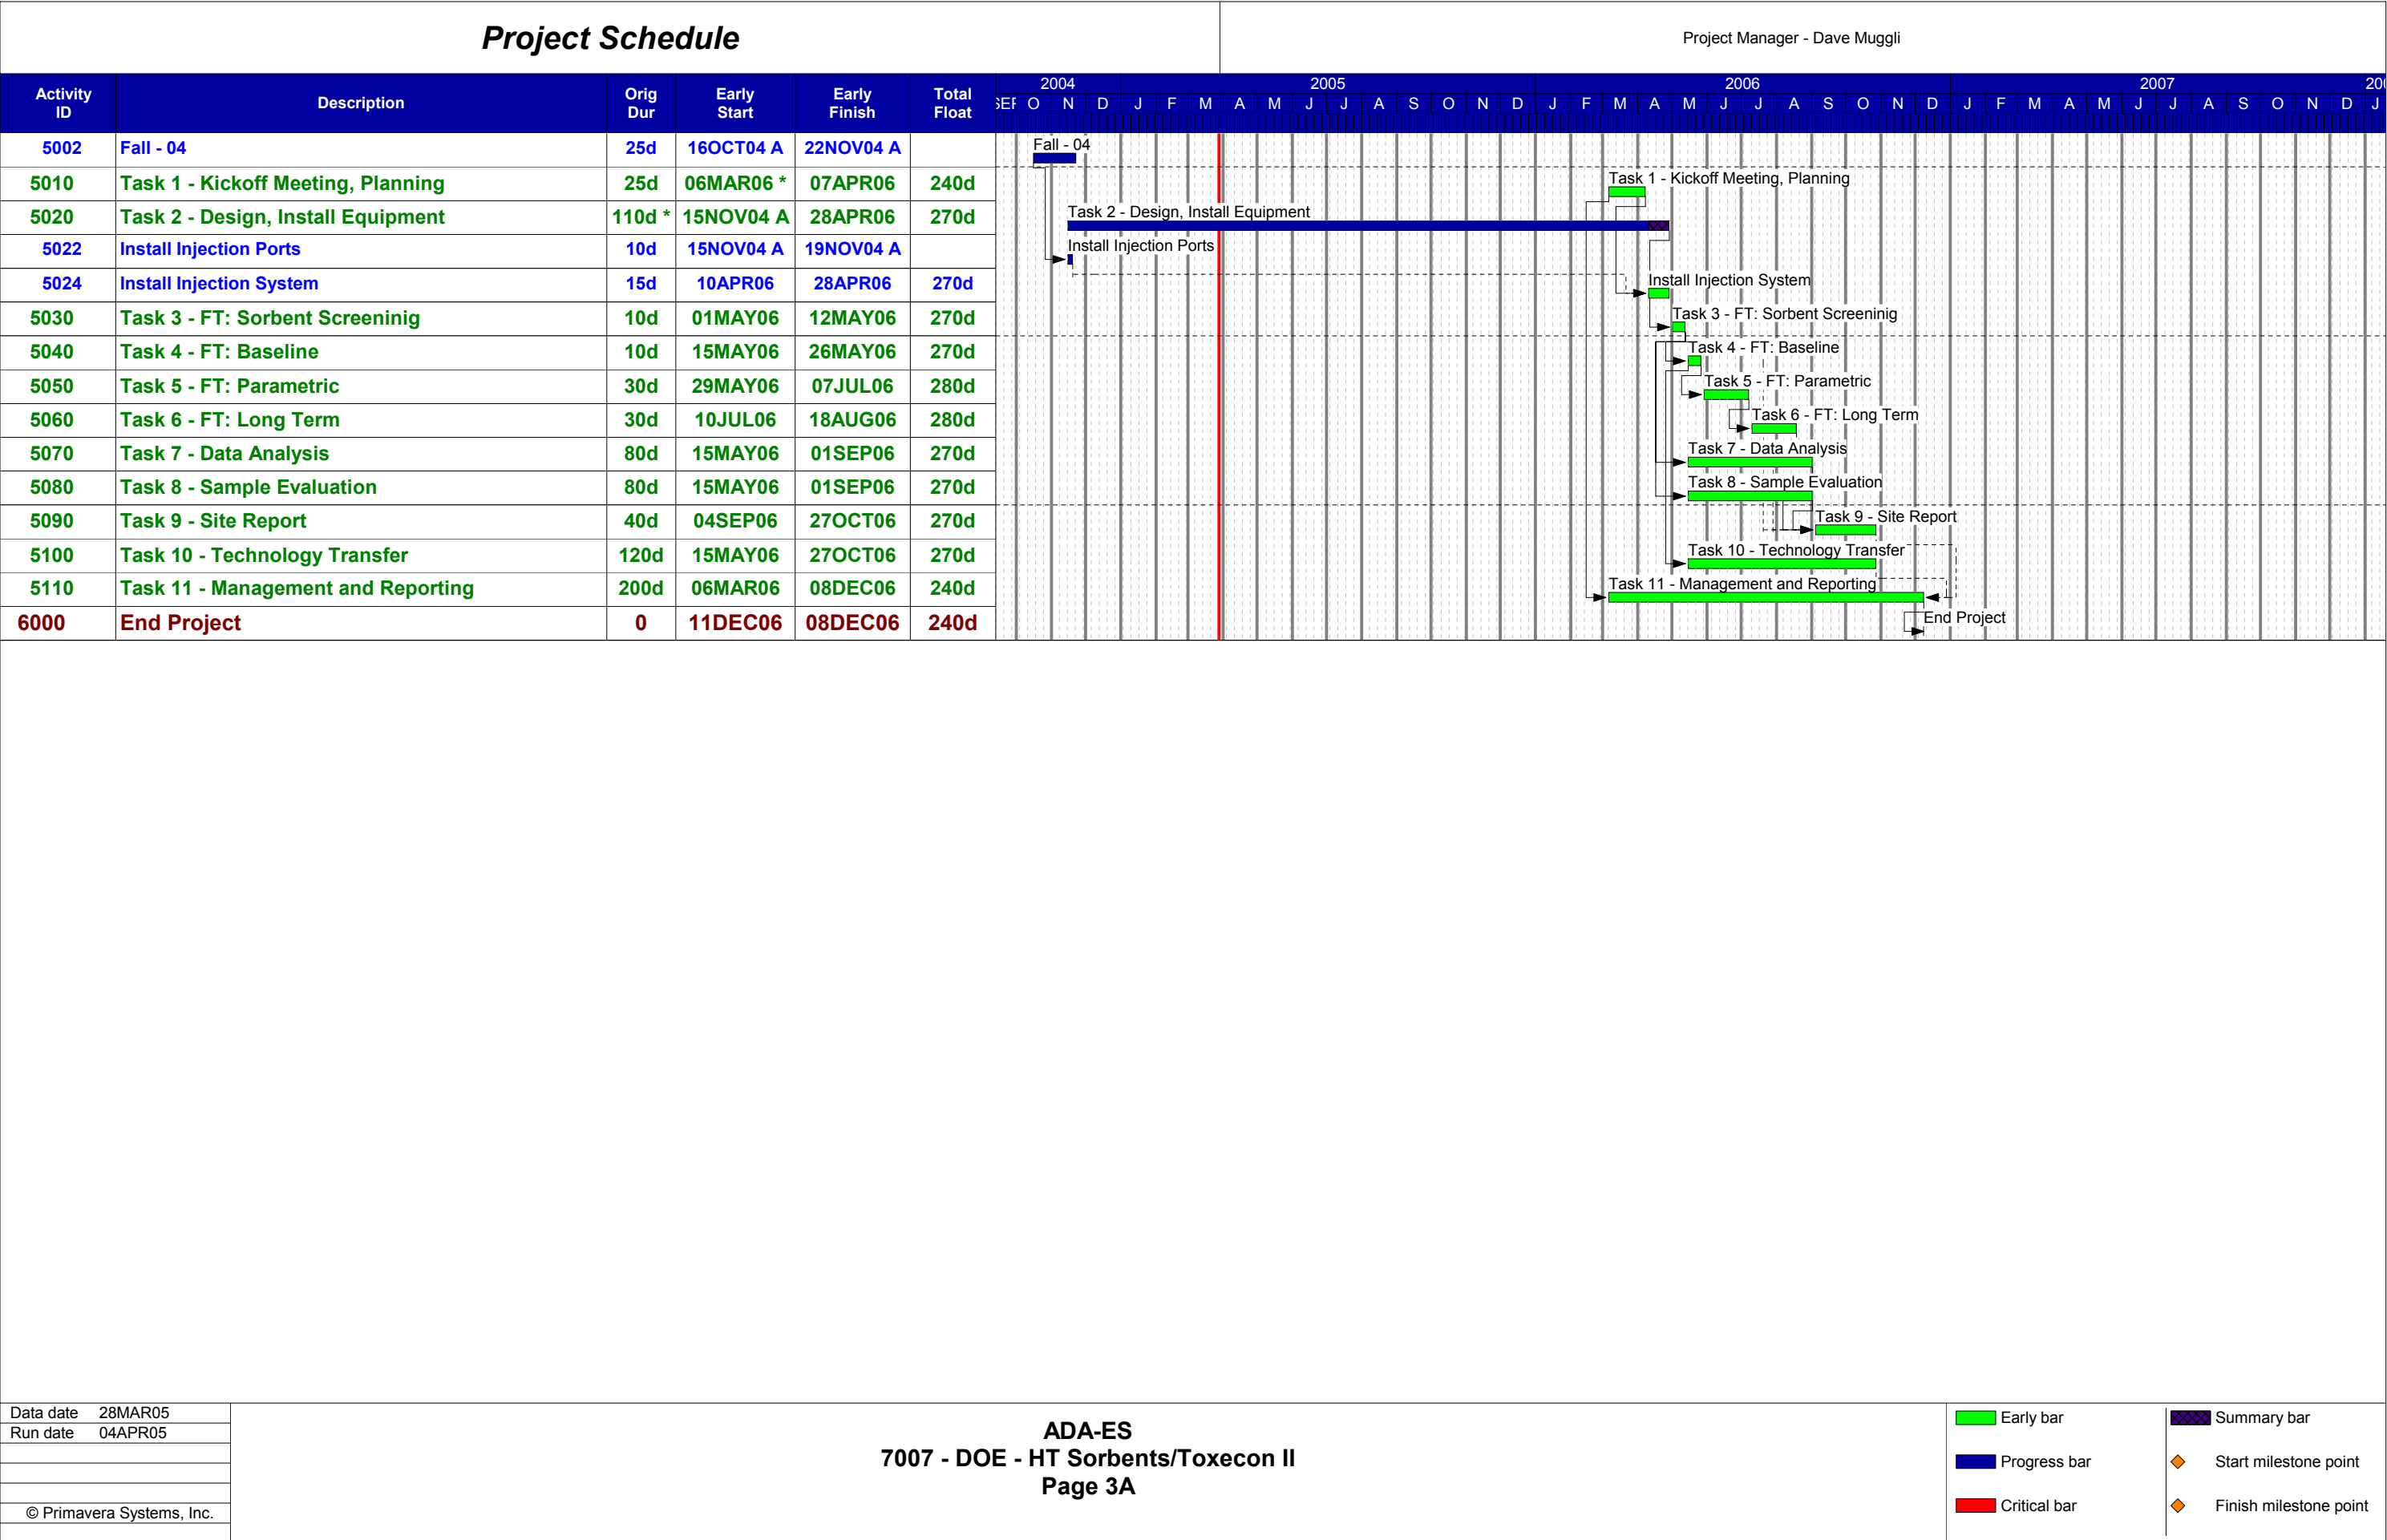 Project Schedule
Project Manager - Dave Muggli
Activity ID Description Orig Dur Early Start Early Finish Total Float
2004 2005 2006 2007 200
SEP O N D J F M A M J J A S O N D J F M A M J J A S O N D J F M A M J J A S O N D J
5002 Fall - 04 25d 16OCT04 A 22NOV04 A
5010 Task 1 - Kickoff Meeting, Planning 25d 06MAR06 * 07APR06 240d
5020 Task 2 - Design, Install Equipment 110d * 15NOV04 A 28APR06 270d
5022 Install Injection Ports 10d 15NOV04 A 19NOV04 A
5024 Install Injection System 15d 10APR06 28APR06 270d
5030 Task 3 - FT: Sorbent Screeninig 10d 01MAY06 12MAY06 270d
5040 Task 4 - FT: Baseline 10d 15MAY06 26MAY06 270d
5050 Task 5 - FT: Parametric 30d 29MAY06 07JUL06 280d
5060 Task 6 - FT: Long Term 30d 10JUL06 18AUG06 280d
5070 Task 7 - Data Analysis 80d 15MAY06 01SEP06 270d
5080 Task 8 - Sample Evaluation 80d 15MAY06 01SEP06 270d
5090 Task 9 - Site Report 40d 04SEP06 27OCT06 270d
5100 Task 10 - Technology Transfer 120d 15MAY06 27OCT06 270d
5110 Task 11 - Management and Reporting 200d 06MAR06 08DEC06 240d
6000 End Project 0 11DEC06 08DEC06 240d
Fall - 04
Task 1 - Kickoff Meeting, Planning
Task 2 - Design, Install Equipment
Install Injection Ports
Install Injection System
Task 3 - FT: Sorbent Screeninig
Task 4 - FT: Baseline
Task 5 - FT: Parametric
Task 6 - FT: Long Term
Task 7 - Data Analysis
Task 8 - Sample Evaluation
Task 9 - Site Report
Task 10 - Technology Transfer
Task 11 - Management and Reporting
End Project
Data date 28MAR05
Run date 04APR05
© Primavera Systems, Inc.
ADA-ES
7007 - DOE - HT Sorbents/Toxecon II
Page 3A
Early bar
Progress bar
Critical bar
Summary bar
Start milestone point
Finish milestone point